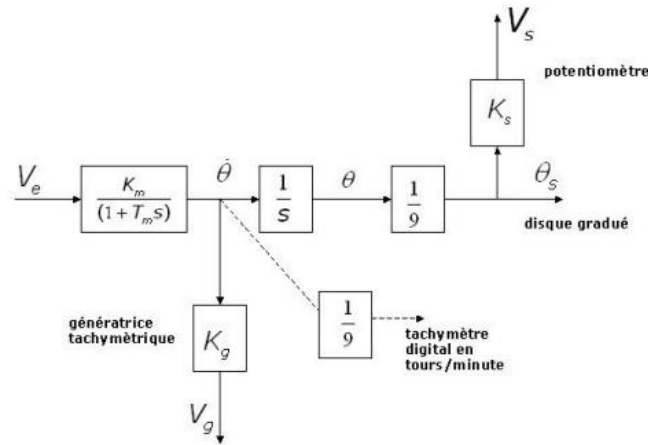 V_s
potentiomètre
K_s
V_e
K_m
(1+T_m s)
θ̇
1
s
θ
1
9
θ_s
disque gradué
génératrice
tachymètrique
K_g
1
9
tachymètre
digital en
tours/minute
V_g